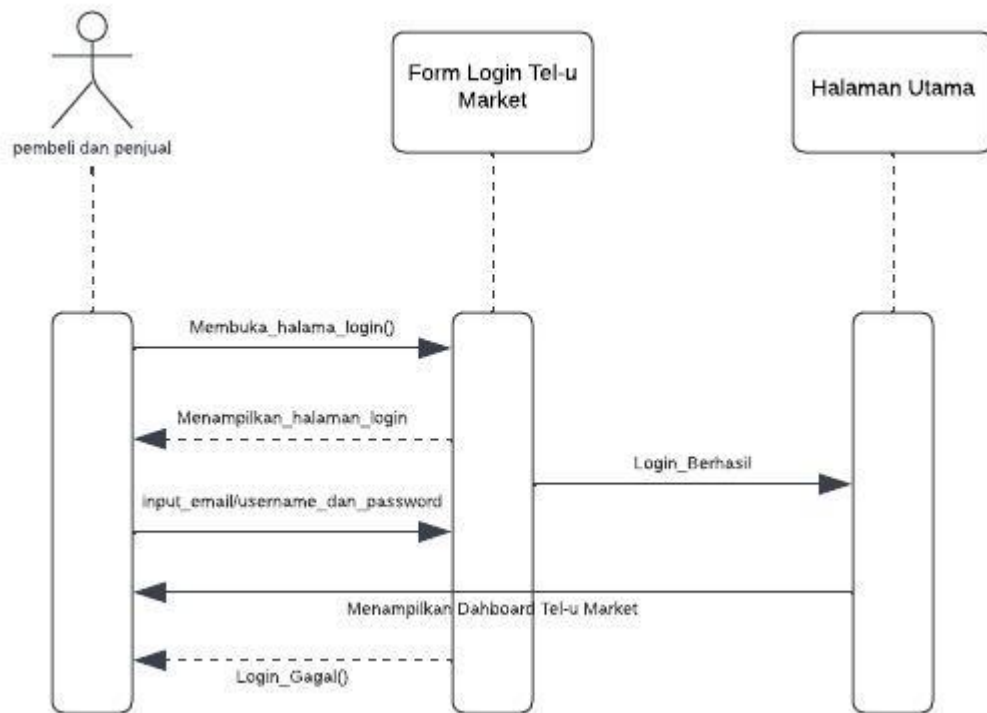 Form Login Tel-u
Market
Halaman Utama
pembeli dan penjual
Membuka_halama_login()
Menampilkan_halaman_login
Login_Berhasil
input_email/username_dan_password
Menampilkan Dahboard Tel-u Market
Login_Gagal()